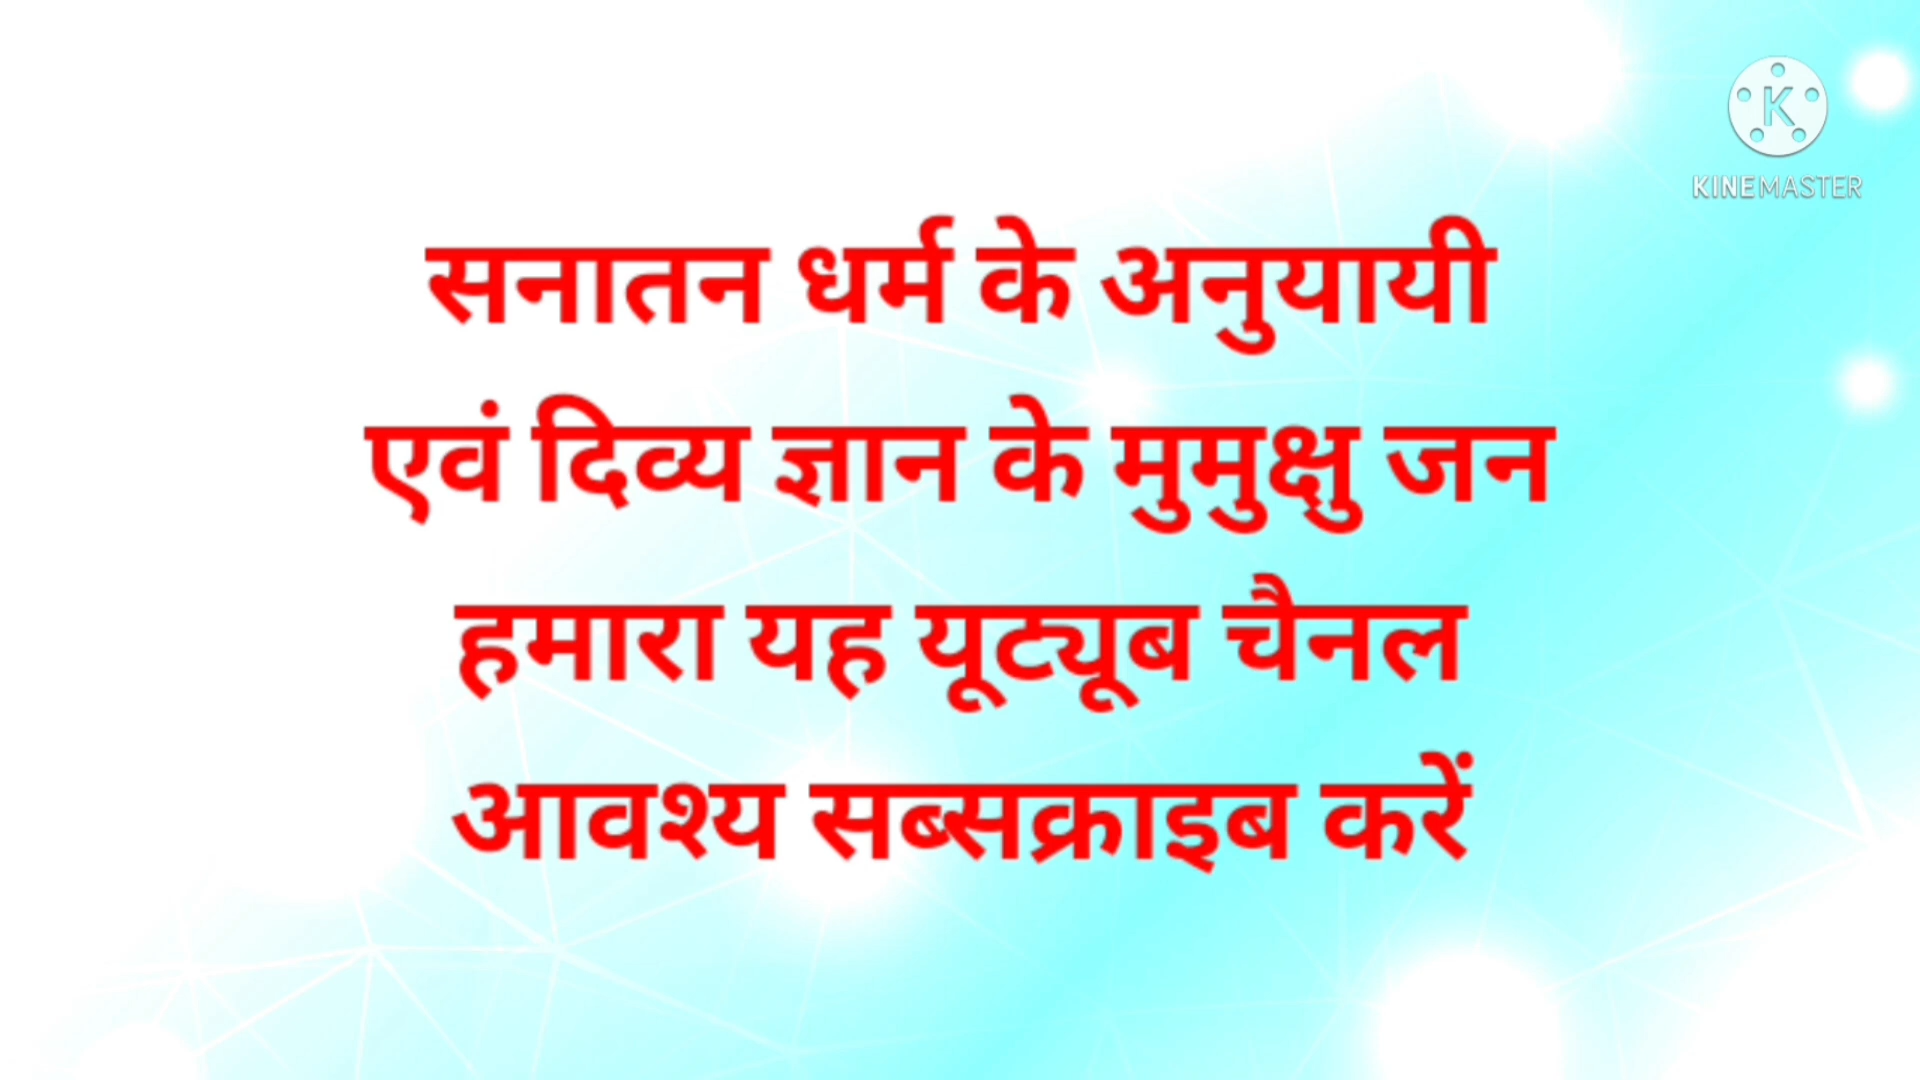 KINEMASTER
सनातन धर्म के अनुयायी
एवं दिव्य ज्ञान के मुमुक्षु जन
हमारा यह यूट्यूब चैनल
आवश्य सब्सक्राइब करें